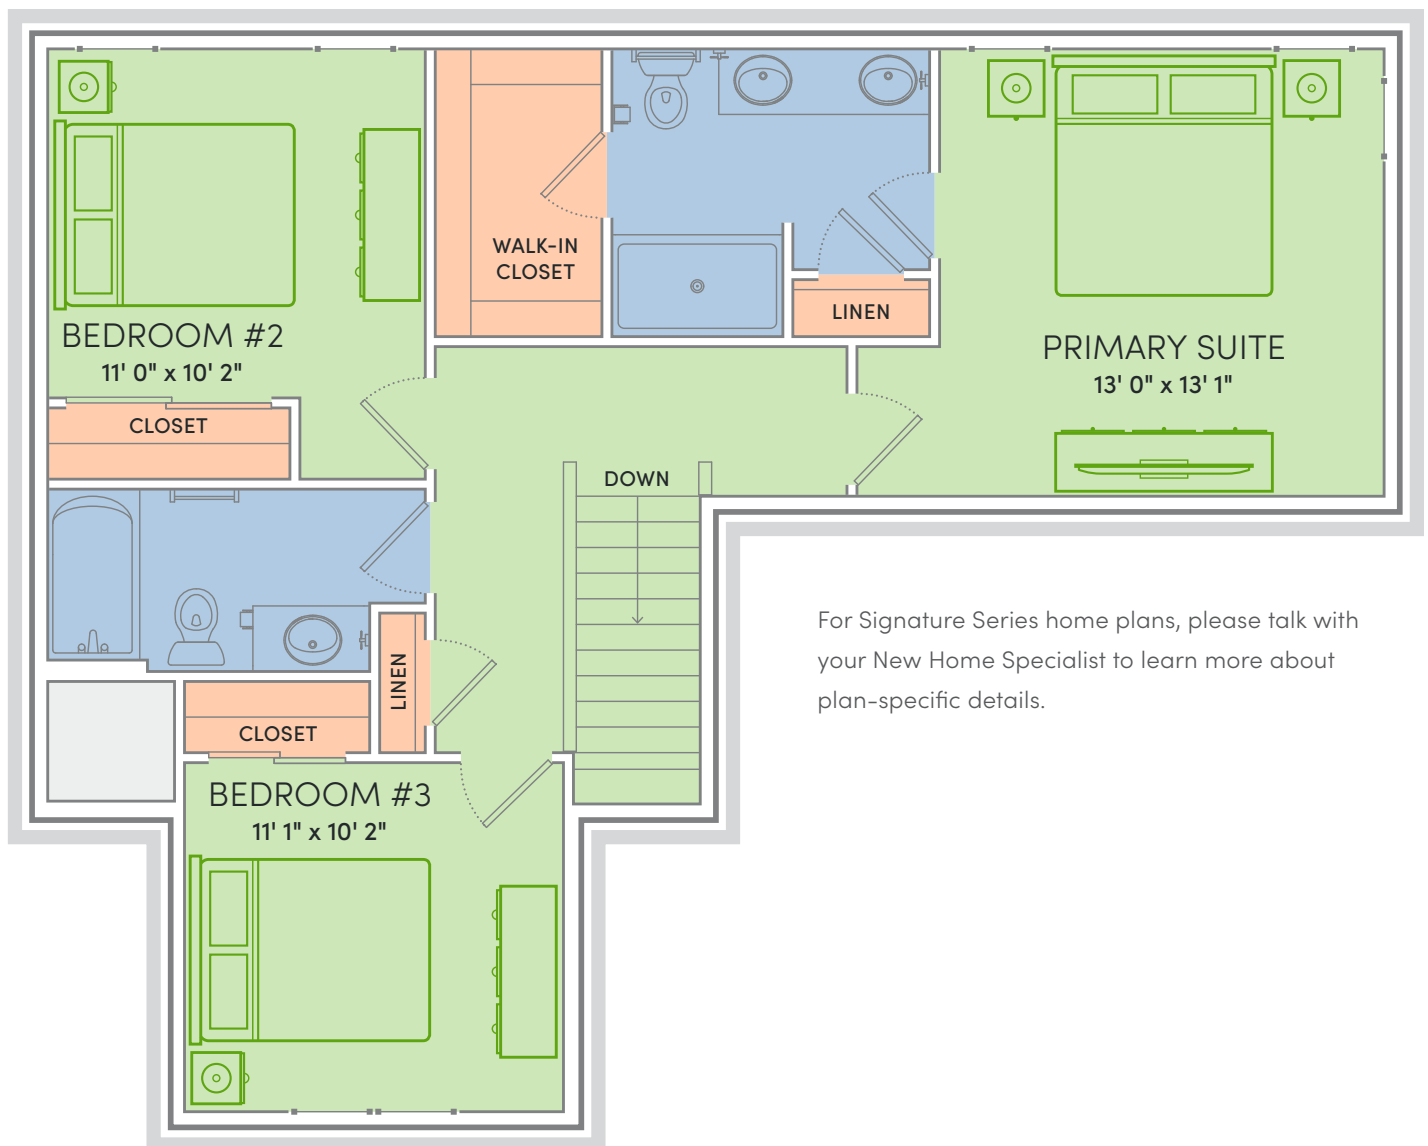 WALK-IN
CLOSET
LINEN
BEDROOM #2
11' 0" x 10' 2"
PRIMARY SUITE
13' 0" x 13' 1"
CLOSET
DOWN
For Signature Series home plans, please talk with
your New Home Specialist to learn more about
plan-specific details.
LINEN
CLOSET
BEDROOM #3
11' 1" x 10' 2"